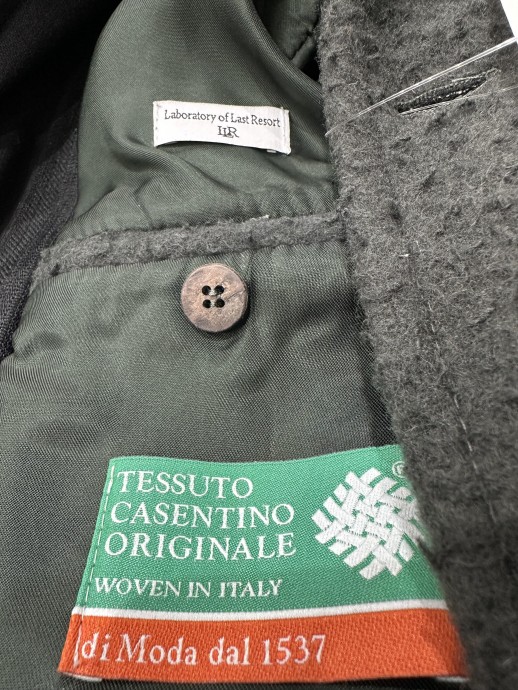 Laboratory of Last Resort
LLR
TESSUTO
CASENTINO
ORIGINALE
WOVEN IN ITALY
di Moda dal 1537